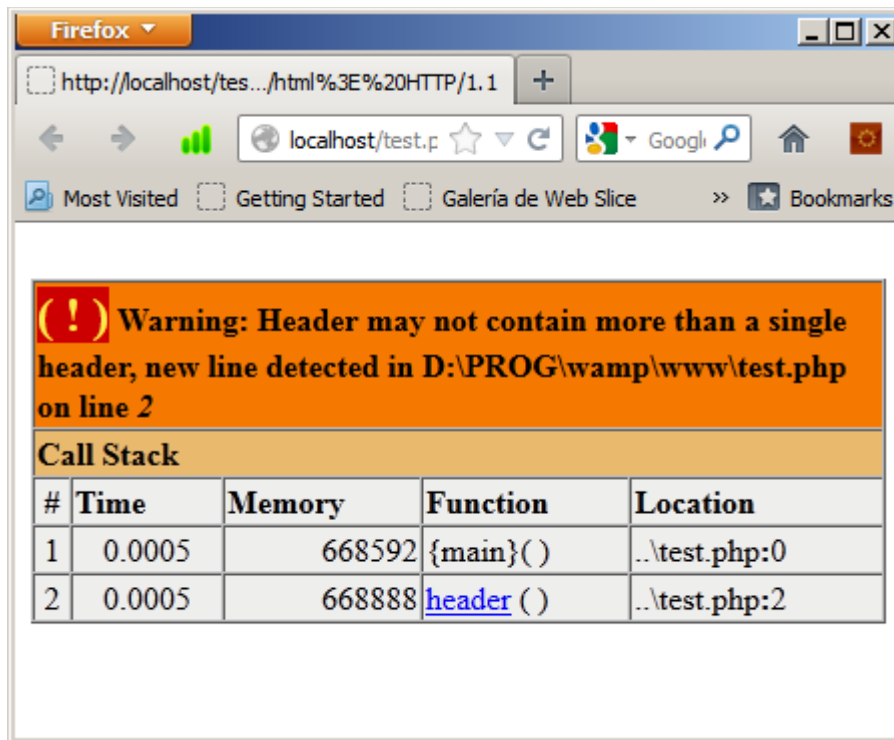 Firefox
http://localhost/tes.../html%3E%20HTTP/1.1 +
localhost/test.p Googl
Most Visited Getting Started Galería de Web Slice » Bookmarks
( ! ) Warning: Header may not contain more than a single
header, new line detected in D:\PROG\wamp\www\test.php
on line 2
Call Stack
# Time Memory Function Location
1 0.0005 668592 {main}( ) ..\test.php:0
2 0.0005 668888 header ( ) ..\test.php:2